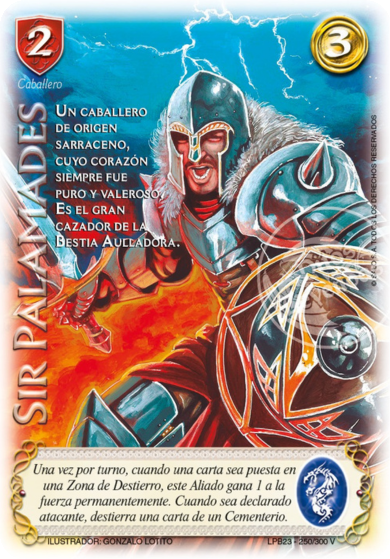 2
3
Caballero
SIR PALAMADES
UN CABALLERO
DE ORIGEN
SARRACENO,
CUYO CORAZÓN
SIEMPRE FUE
PURO Y VALEROSO.
ES EL GRAN
CAZADOR DE LA
BESTIA AULLADORA.
Una vez por turno, cuando una carta sea puesta en
una Zona de Destierro, este Aliado gana 1 a la
fuerza permanentemente. Cuando sea declarado
atacante, destierra una carta de un Cementerio.
ILUSTRADOR: GONZALO LOTITO
LPB23 - 250/300 V
LOS DERECHOS RESERVADOS